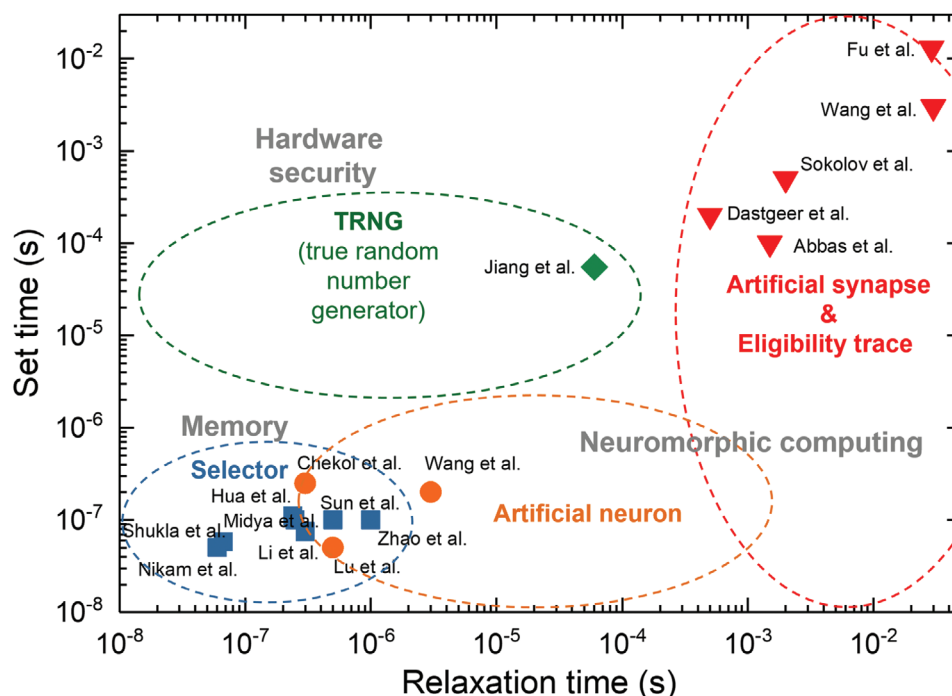 Hardware
security
TRNG
(true random
number
generator)
Jiang et al.
Fu et al.
Wang et al.
Sokolov et al.
Dastgeer et al.
Abbas et al.
Artificial synapse
&
Eligibility trace
Memory
Selector
Chekol et al.
Wang et al.
Hua et al.
Sun et al.
Shukla et al.
Midya et al.
Zhao et al.
Nikam et al.
Li et al.
Lu et al.
Neuromorphic computing
Artificial neuron
Set time (s)
10⁻²
10⁻³
10⁻⁴
10⁻⁵
10⁻⁶
10⁻⁷
10⁻⁸
10⁻⁸ 10⁻⁷ 10⁻⁶ 10⁻⁵ 10⁻⁴ 10⁻³ 10⁻²
Relaxation time (s)